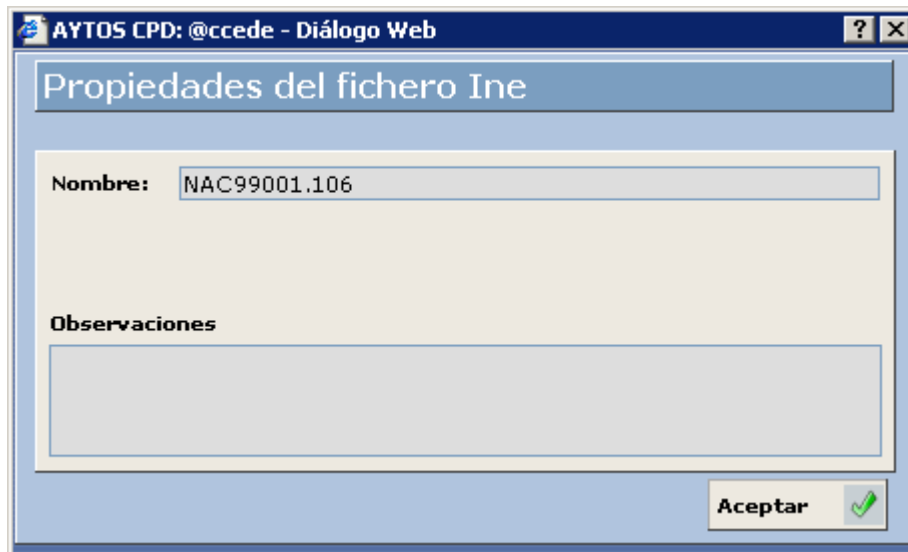 AYTOS CPD: @ccede - Diálogo Web
Propiedades del fichero Ine
Nombre: NAC99001.106
Observaciones
Aceptar